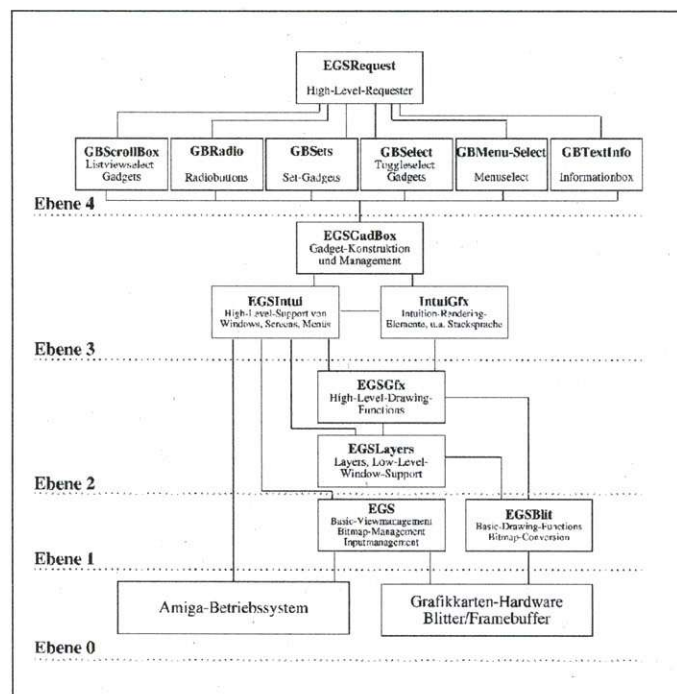 EGSRequest
High-Level-Requester
GBScrollBox
Listviewselect
Gadgets
GBRadio
Radiobuttons
GBSets
Set-Gadgets
GBSelect
Toggleselect
Gadgets
GBMenu-Select
Menuselect
GBTextInfo
Informationbox
Ebene 4
EGSGadBox
Gadget-Konstruktion
und Management
EGSIntui
High-Level-Support von
Windows, Screens, Menüs
IntuiGfx
Intuition-Rendering-
Elemente, u.a. Stacksprache
Ebene 3
EGSGfx
High-Level-Drawing-
Functions
EGSLayers
Layers, Low-Level-
Window-Support
Ebene 2
EGS
Basic-Viewmanagement
Bitmap-Management
Inputmanagement
EGSBlit
Basic-Drawing-Functions
Bitmap-Conversion
Ebene 1
Amiga-Betriebssystem
Grafikkarten-Hardware
Blitter/Framebuffer
Ebene 0